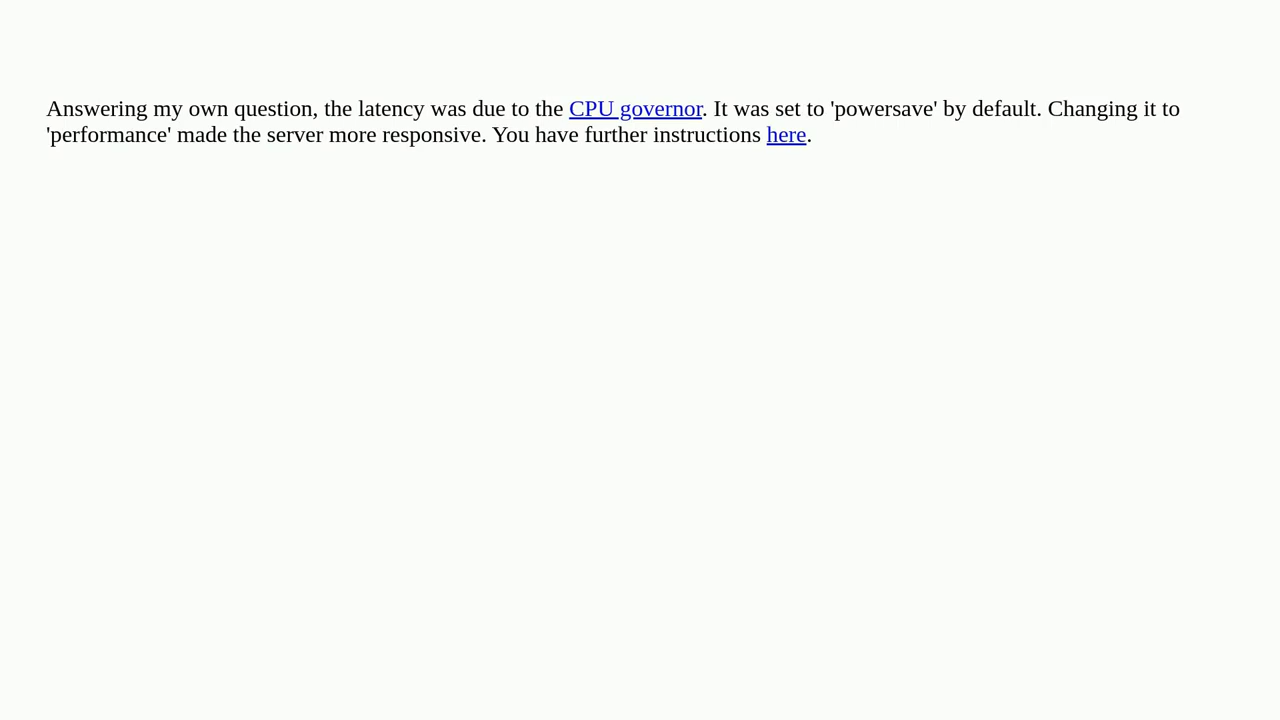 Answering my own question, the latency was due to the CPU governor. It was set to 'powersave' by default. Changing it to
'performance' made the server more responsive. You have further instructions here.